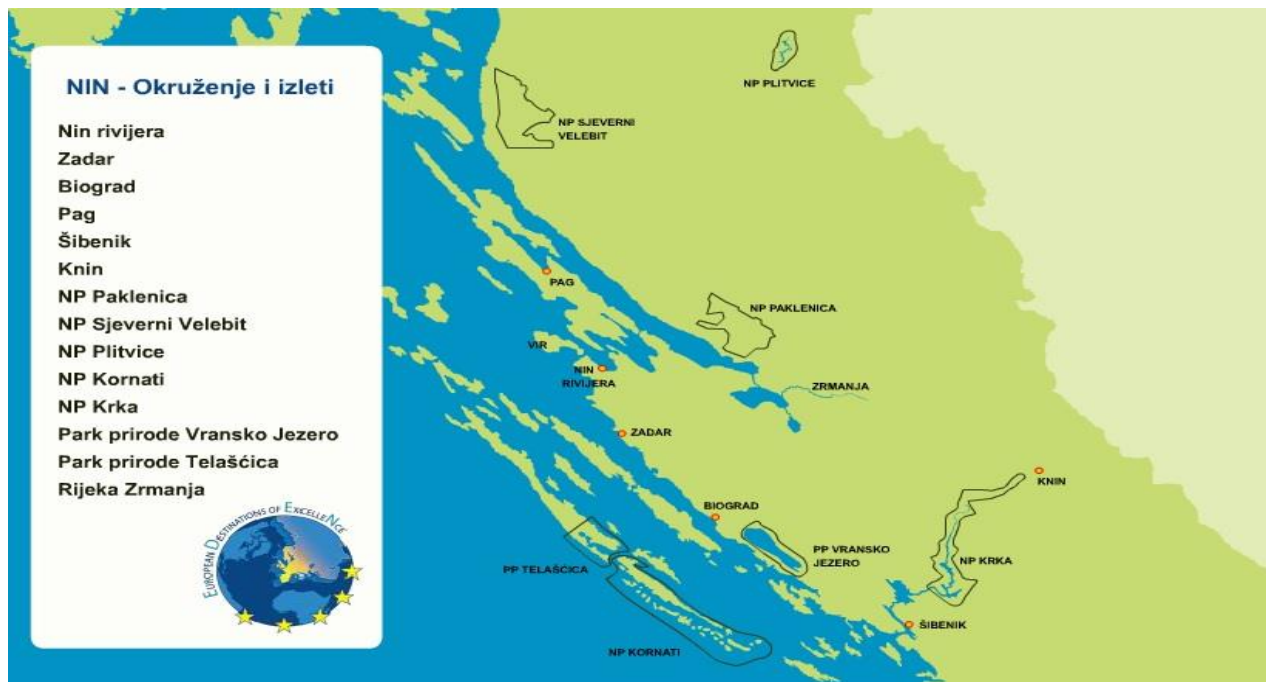 NIN - Okruženje i izleti
Nin rivijera
Zadar
Biograd
Pag
Šibenik
Knin
NP Paklenica
NP Sjeverni Velebit
NP Plitvice
NP Kornati
NP Krka
Park prirode Vransko Jezero
Park prirode Telašćica
Rijeka Zrmanja
EUROPEAN DESTINATIONS OF EXCELLENCE
NP PLITVICE
NP SJEVERNI
VELEBIT
PAG
NP PAKLENICA
VIR
NIN
RIVIJERA
ZRMANJA
ZADAR
KNIN
BIOGRAD
PP VRANSKO
JEZERO
NP KRKA
PP TELAŠĆICA
ŠIBENIK
NP KORNATI